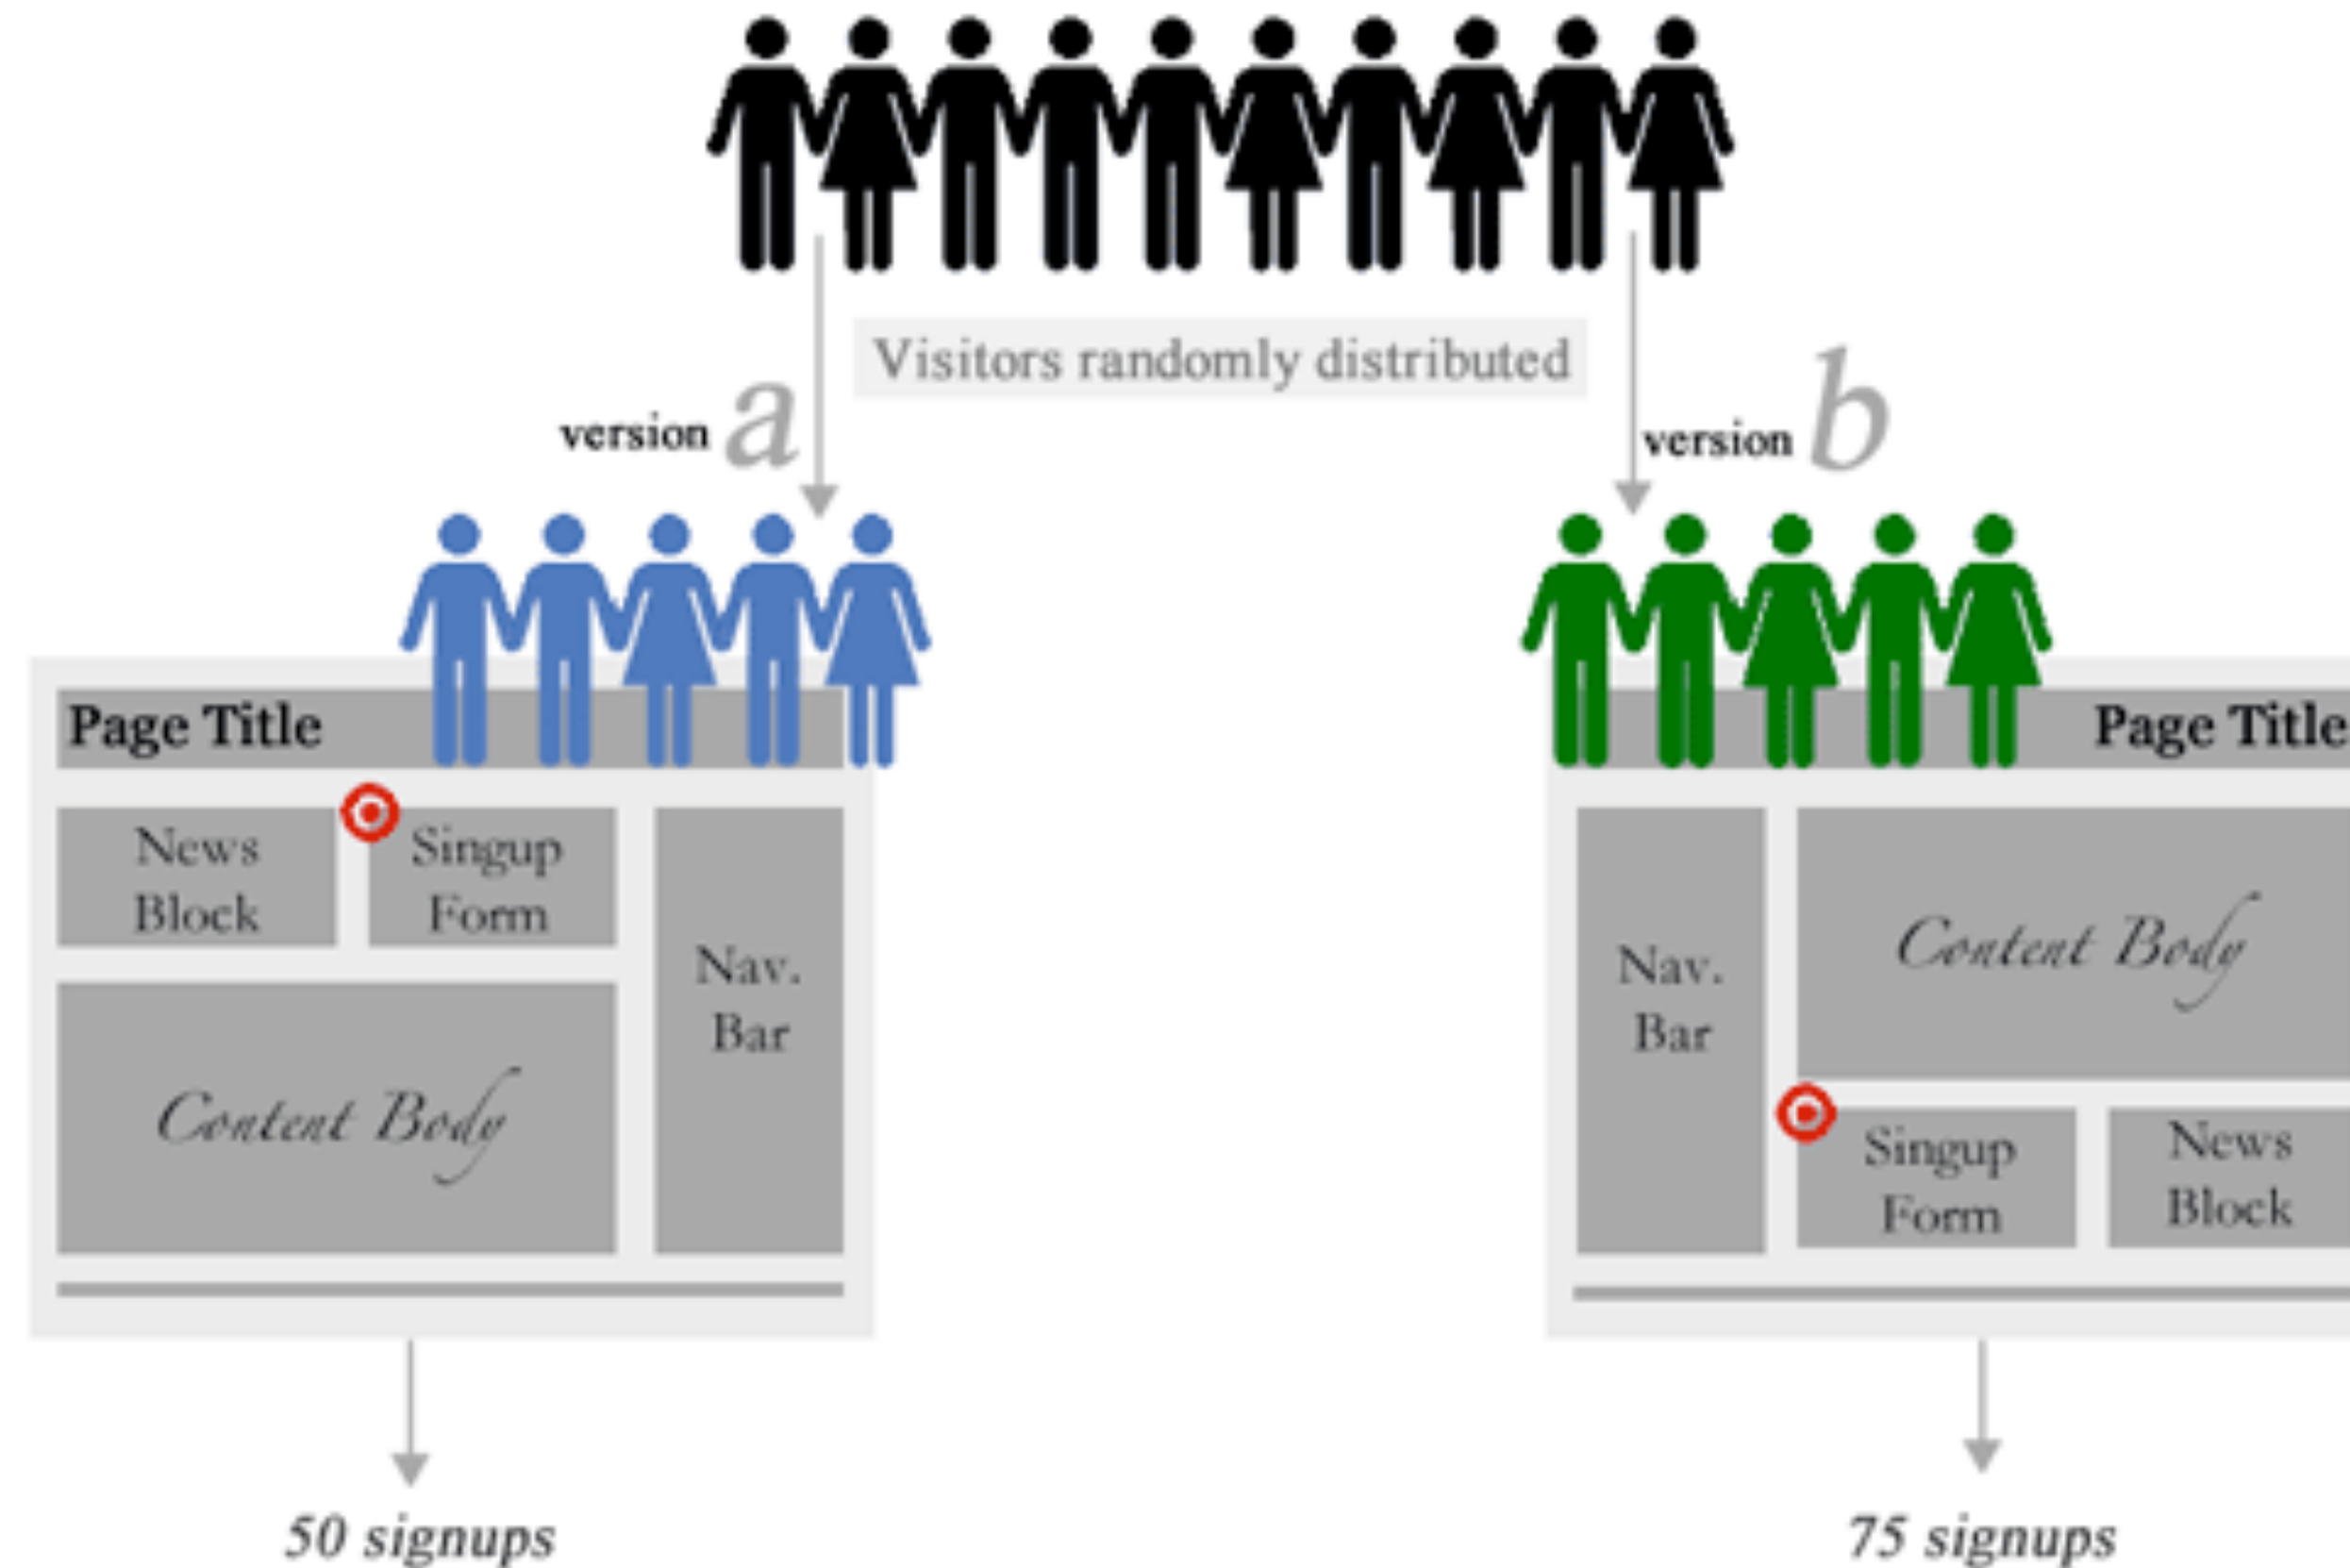 Visitors randomly distributed
version a
version b
Page Title
News
Block
Singup
Form
Nav.
Bar
Content Body
50 signups
Page Title
Nav.
Bar
Content Body
Singup
Form
News
Block
75 signups